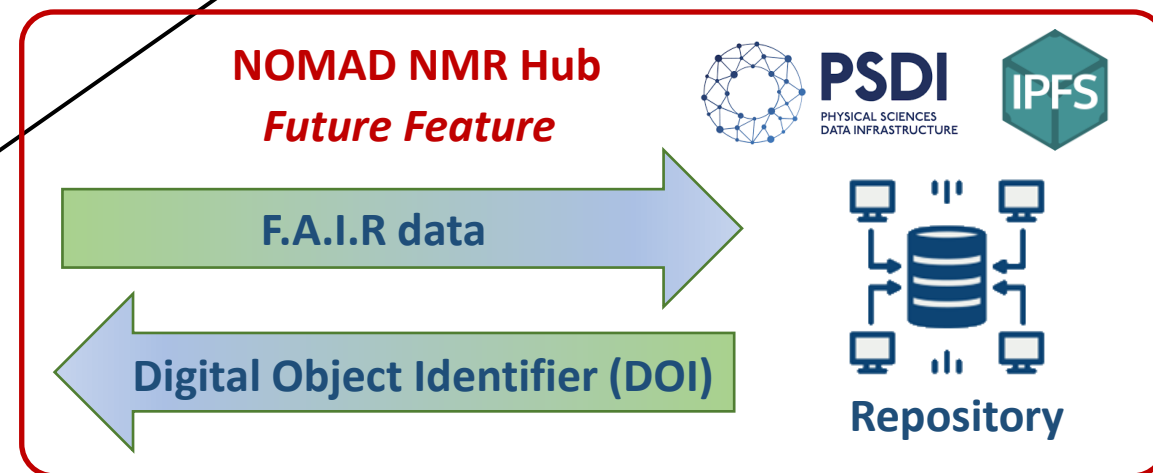 NOMAD NMR Hub
Future Feature
PSDI
PHYSICAL SCIENCES
DATA INFRASTRUCTURE
IPFS
F.A.I.R data
Digital Object Identifier (DOI)
Repository